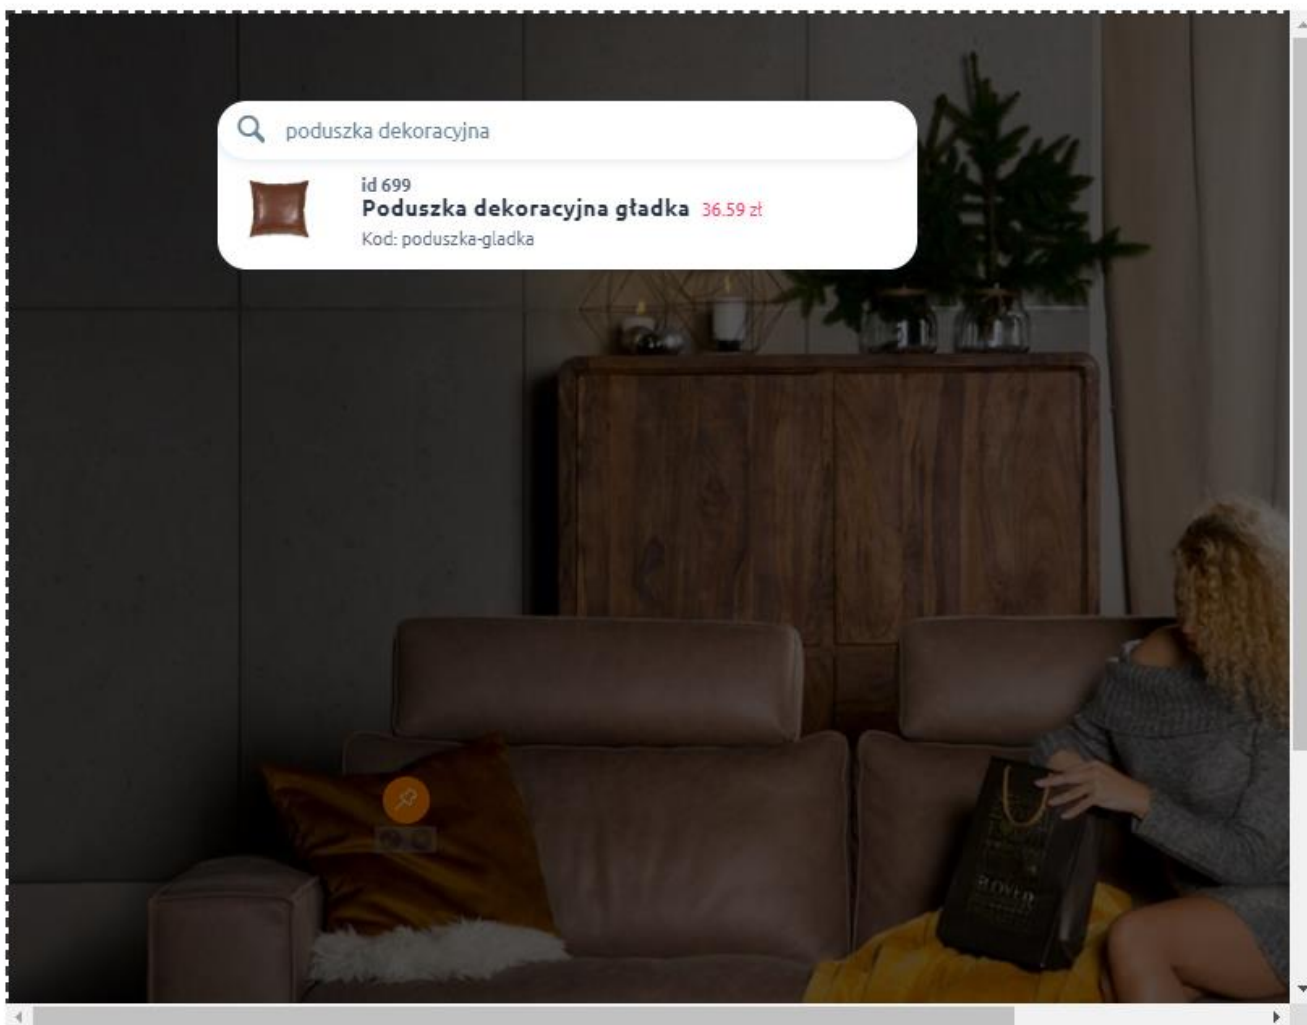 poduszka dekoracyjna
id 699
Poduszka dekoracyjna gładka 36.59 zł
Kod: poduszka-gladka